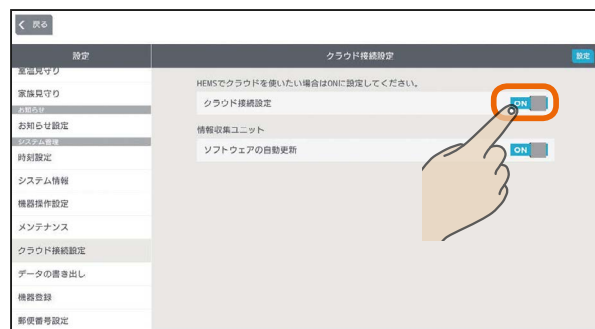 戻る
設定
クラウド接続設定
設定
室温見守り
家族見守り
お知らせ
お知らせ設定
システム管理
時刻設定
システム情報
機器操作設定
メンテナンス
クラウド接続設定
データの書き出し
機器登録
郵便番号設定
HEMSでクラウドを使いたい場合はONに設定してください。
クラウド接続設定
ON
情報収集ユニット
ソフトウェアの自動更新
ON